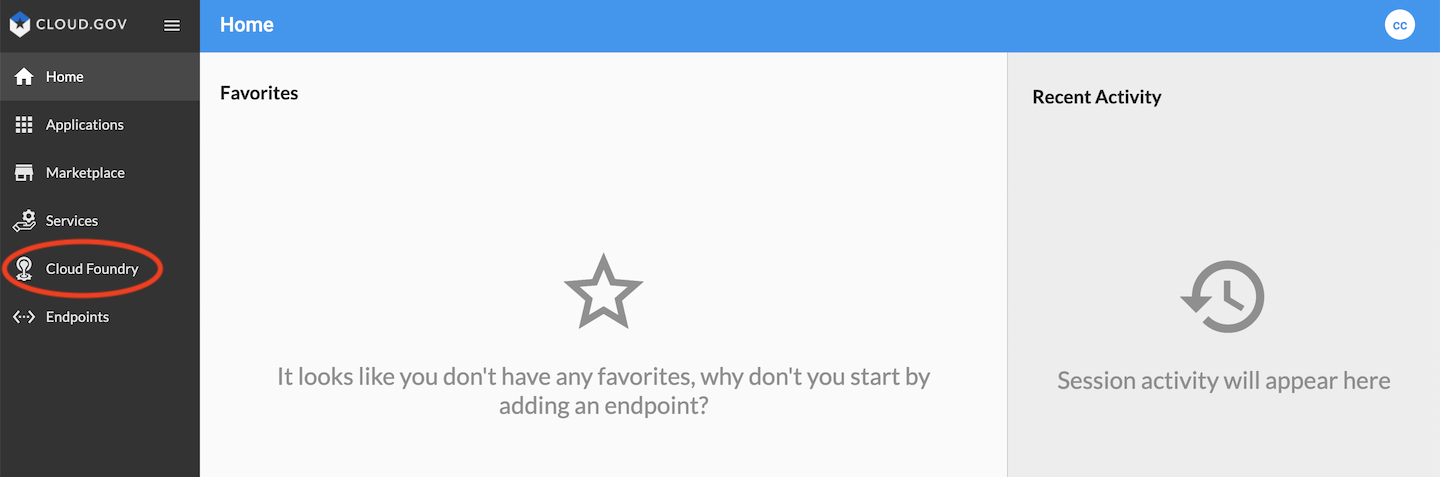 CLOUD.GOV
Home
CC
Home
Applications
Marketplace
Services
Cloud Foundry
Endpoints
Favorites
It looks like you don't have any favorites, why don't you start by
adding an endpoint?
Recent Activity
Session activity will appear here